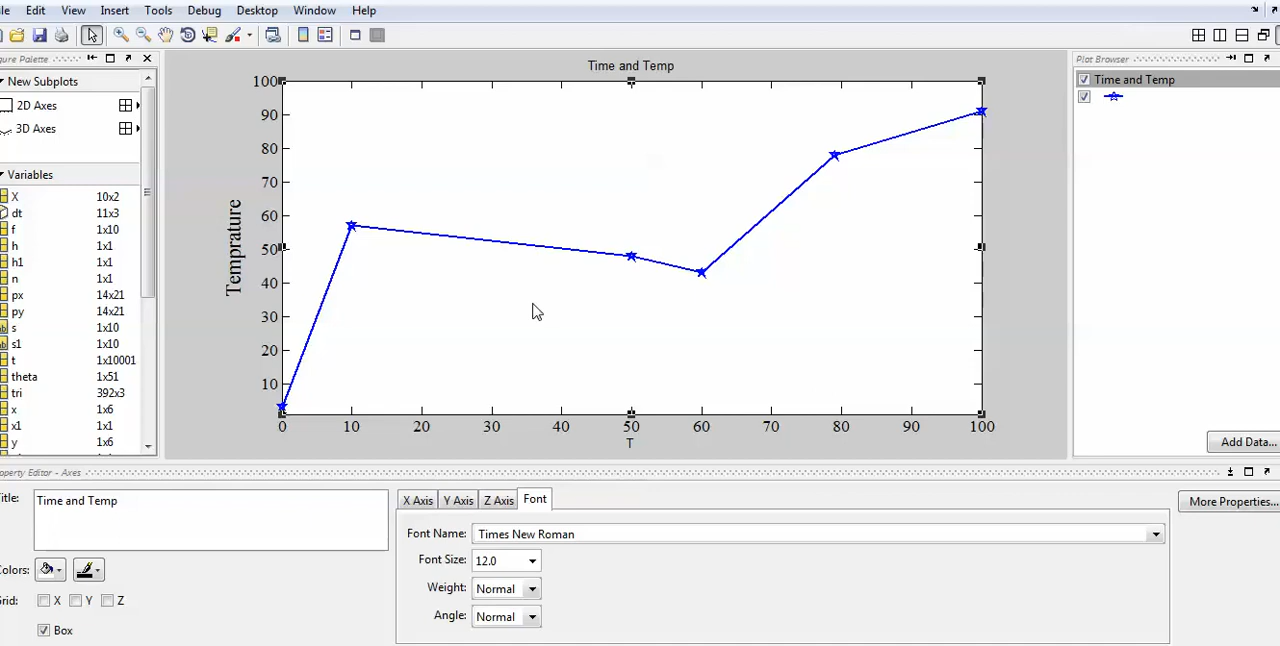 le Edit View Insert Tools Debug Desktop Window Help
gure Palette
New Subplots
2D Axes
3D Axes
Variables
X 10x2
dt 11x3
f 1x10
h 1x1
h1 1x1
n 1x1
px 14x21
py 14x21
s 1x10
s1 1x10
t 1x10001
theta 1x51
tri 392x3
x 1x6
x1 1x1
y 1x6
Time and Temp
100
90
80
70
60
50
40
30
20
10
Temprature
0 10 20 30 40 50 60 70 80 90 100
T
Plot Browser
Time and Temp
Add Data...
operty Editor - Axes
Title: Time and Temp
Colors:
Grid: X Y Z
Box
X Axis Y Axis Z Axis Font
Font Name: Times New Roman
Font Size: 12.0
Weight: Normal
Angle: Normal
More Properties...